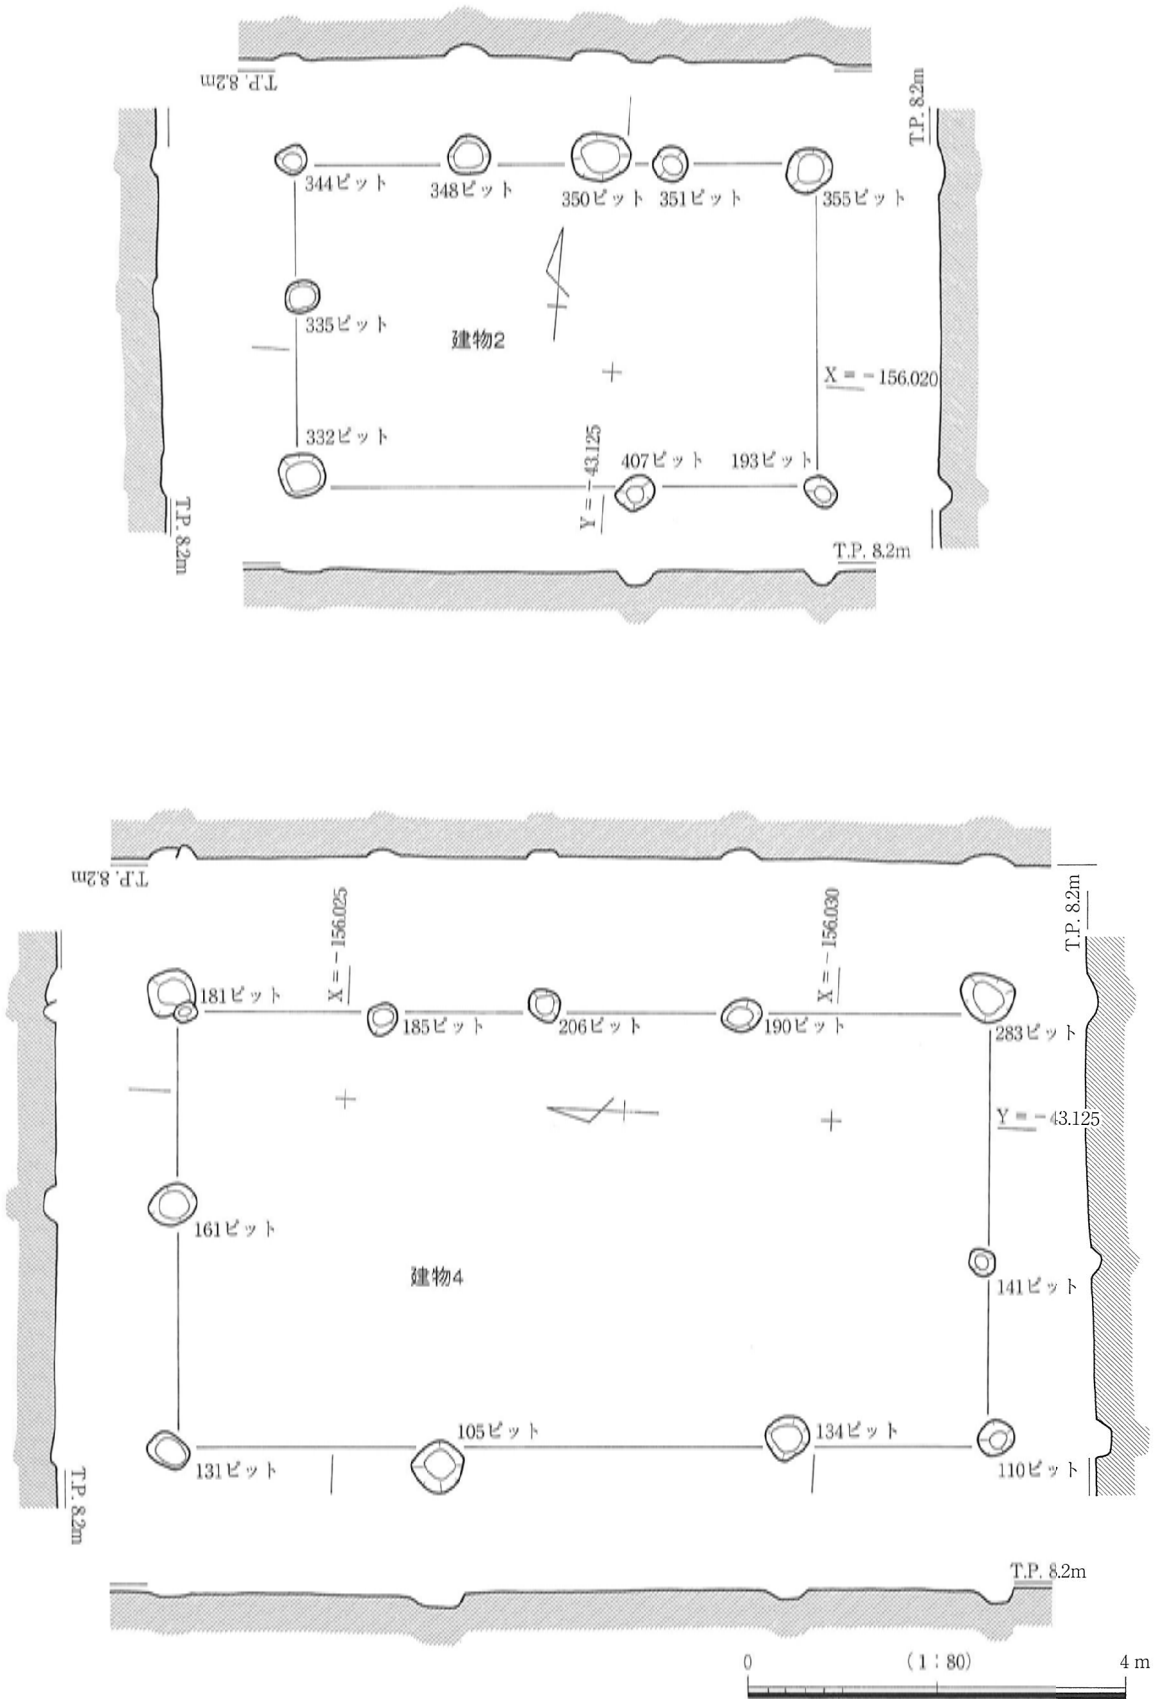 T.P. 8.2m
T.P. 8.2m
344ピット
348ピット
350ピット
351ピット
355ピット
335ピット
建物2
X = − 156.020
332ピット
Y = − 43.125
407ピット
193ピット
T.P. 8.2m
T.P. 8.2m
T.P. 8.2m
T.P. 8.2m
X = − 156.025
X = − 156.030
181ピット
185ピット
206ピット
190ピット
283ピット
Y = − 43.125
161ピット
建物4
141ピット
105ピット
134ピット
131ピット
110ピット
T.P. 8.2m
T.P. 8.2m
0
(1：80)
4 m